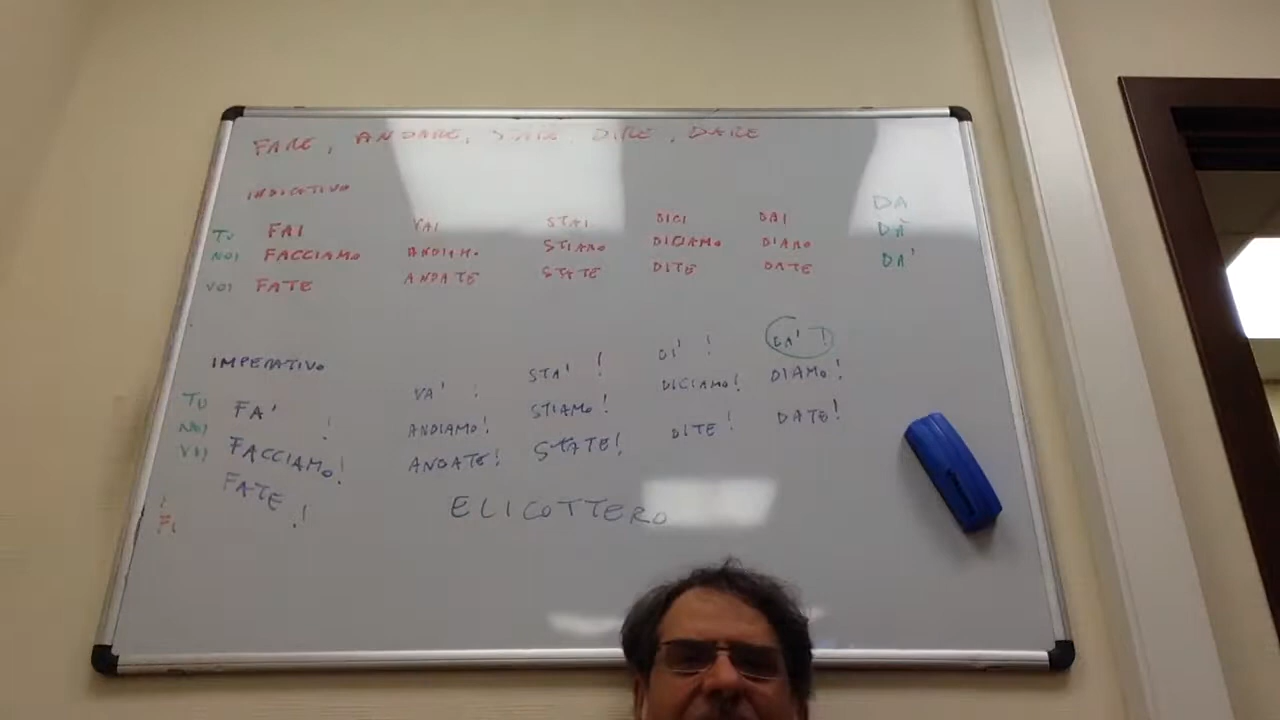 FARE, ANDARE, STARE, DIRE, DARE
INDICATIVO
DA
TU FAI VAI STAI DICI DAI DÀ
NOI FACCIAMO ANDIAMO STIAMO DICIAMO DIAMO DA'
VOI FATE ANDATE STATE DITE DATE
IMPERATIVO
TU FA' ! VA' ! STA' ! DI' ! DA' !
NOI FACCIAMO! ANDIAMO! STIAMO! DICIAMO! DIAMO!
VOI FATE! ANDATE! STATE! DITE! DATE!
ELICOTTERO